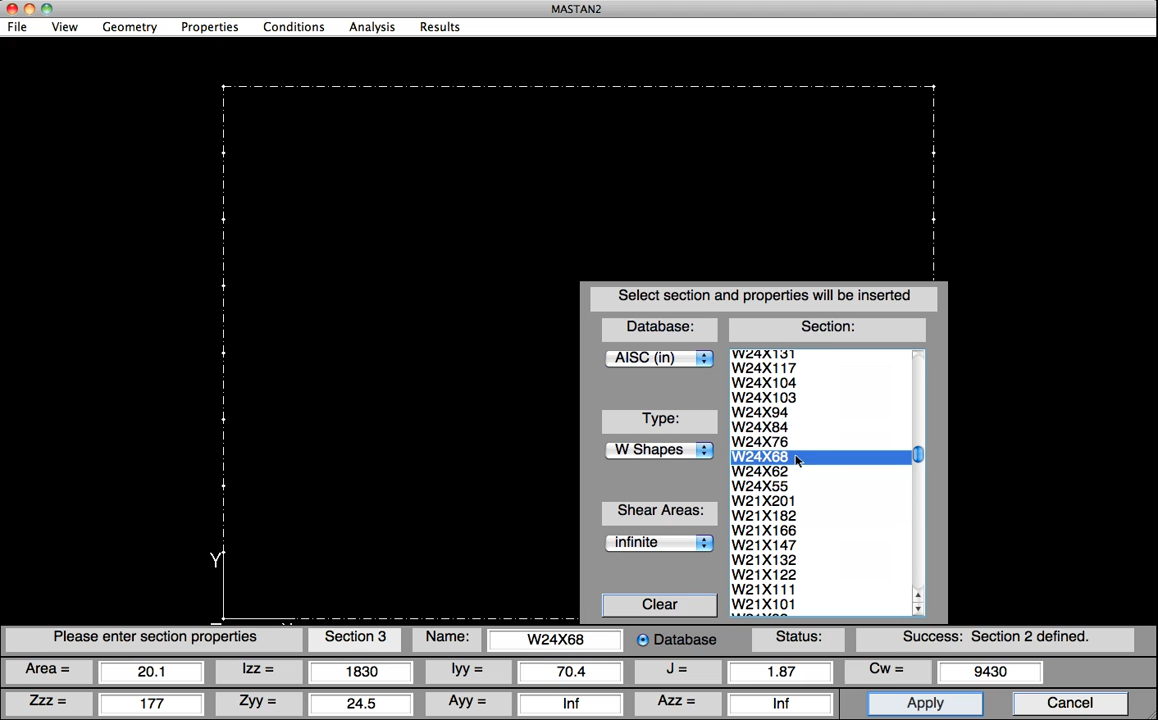 MASTAN2
File View Geometry Properties Conditions Analysis Results
Select section and properties will be inserted
Database: Section:
AISC (in)
Type:
W Shapes
Shear Areas:
infinite
Clear
W24X131
W24X117
W24X104
W24X103
W24X94
W24X84
W24X76
W24X68
W24X62
W24X55
W21X201
W21X182
W21X166
W21X147
W21X132
W21X122
W21X111
W21X101
Y
Please enter section properties Section 3 Name: W24X68 Database Status: Success: Section 2 defined.
Area = 20.1 Izz = 1830 Iyy = 70.4 J = 1.87 Cw = 9430
Zzz = 177 Zyy = 24.5 Ayy = Inf Azz = Inf Apply Cancel